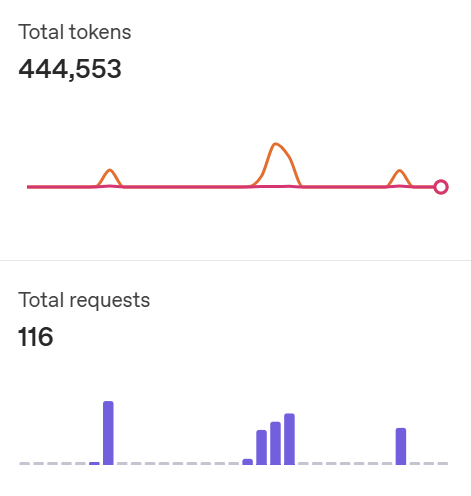 Total tokens
444,553
Total requests
116